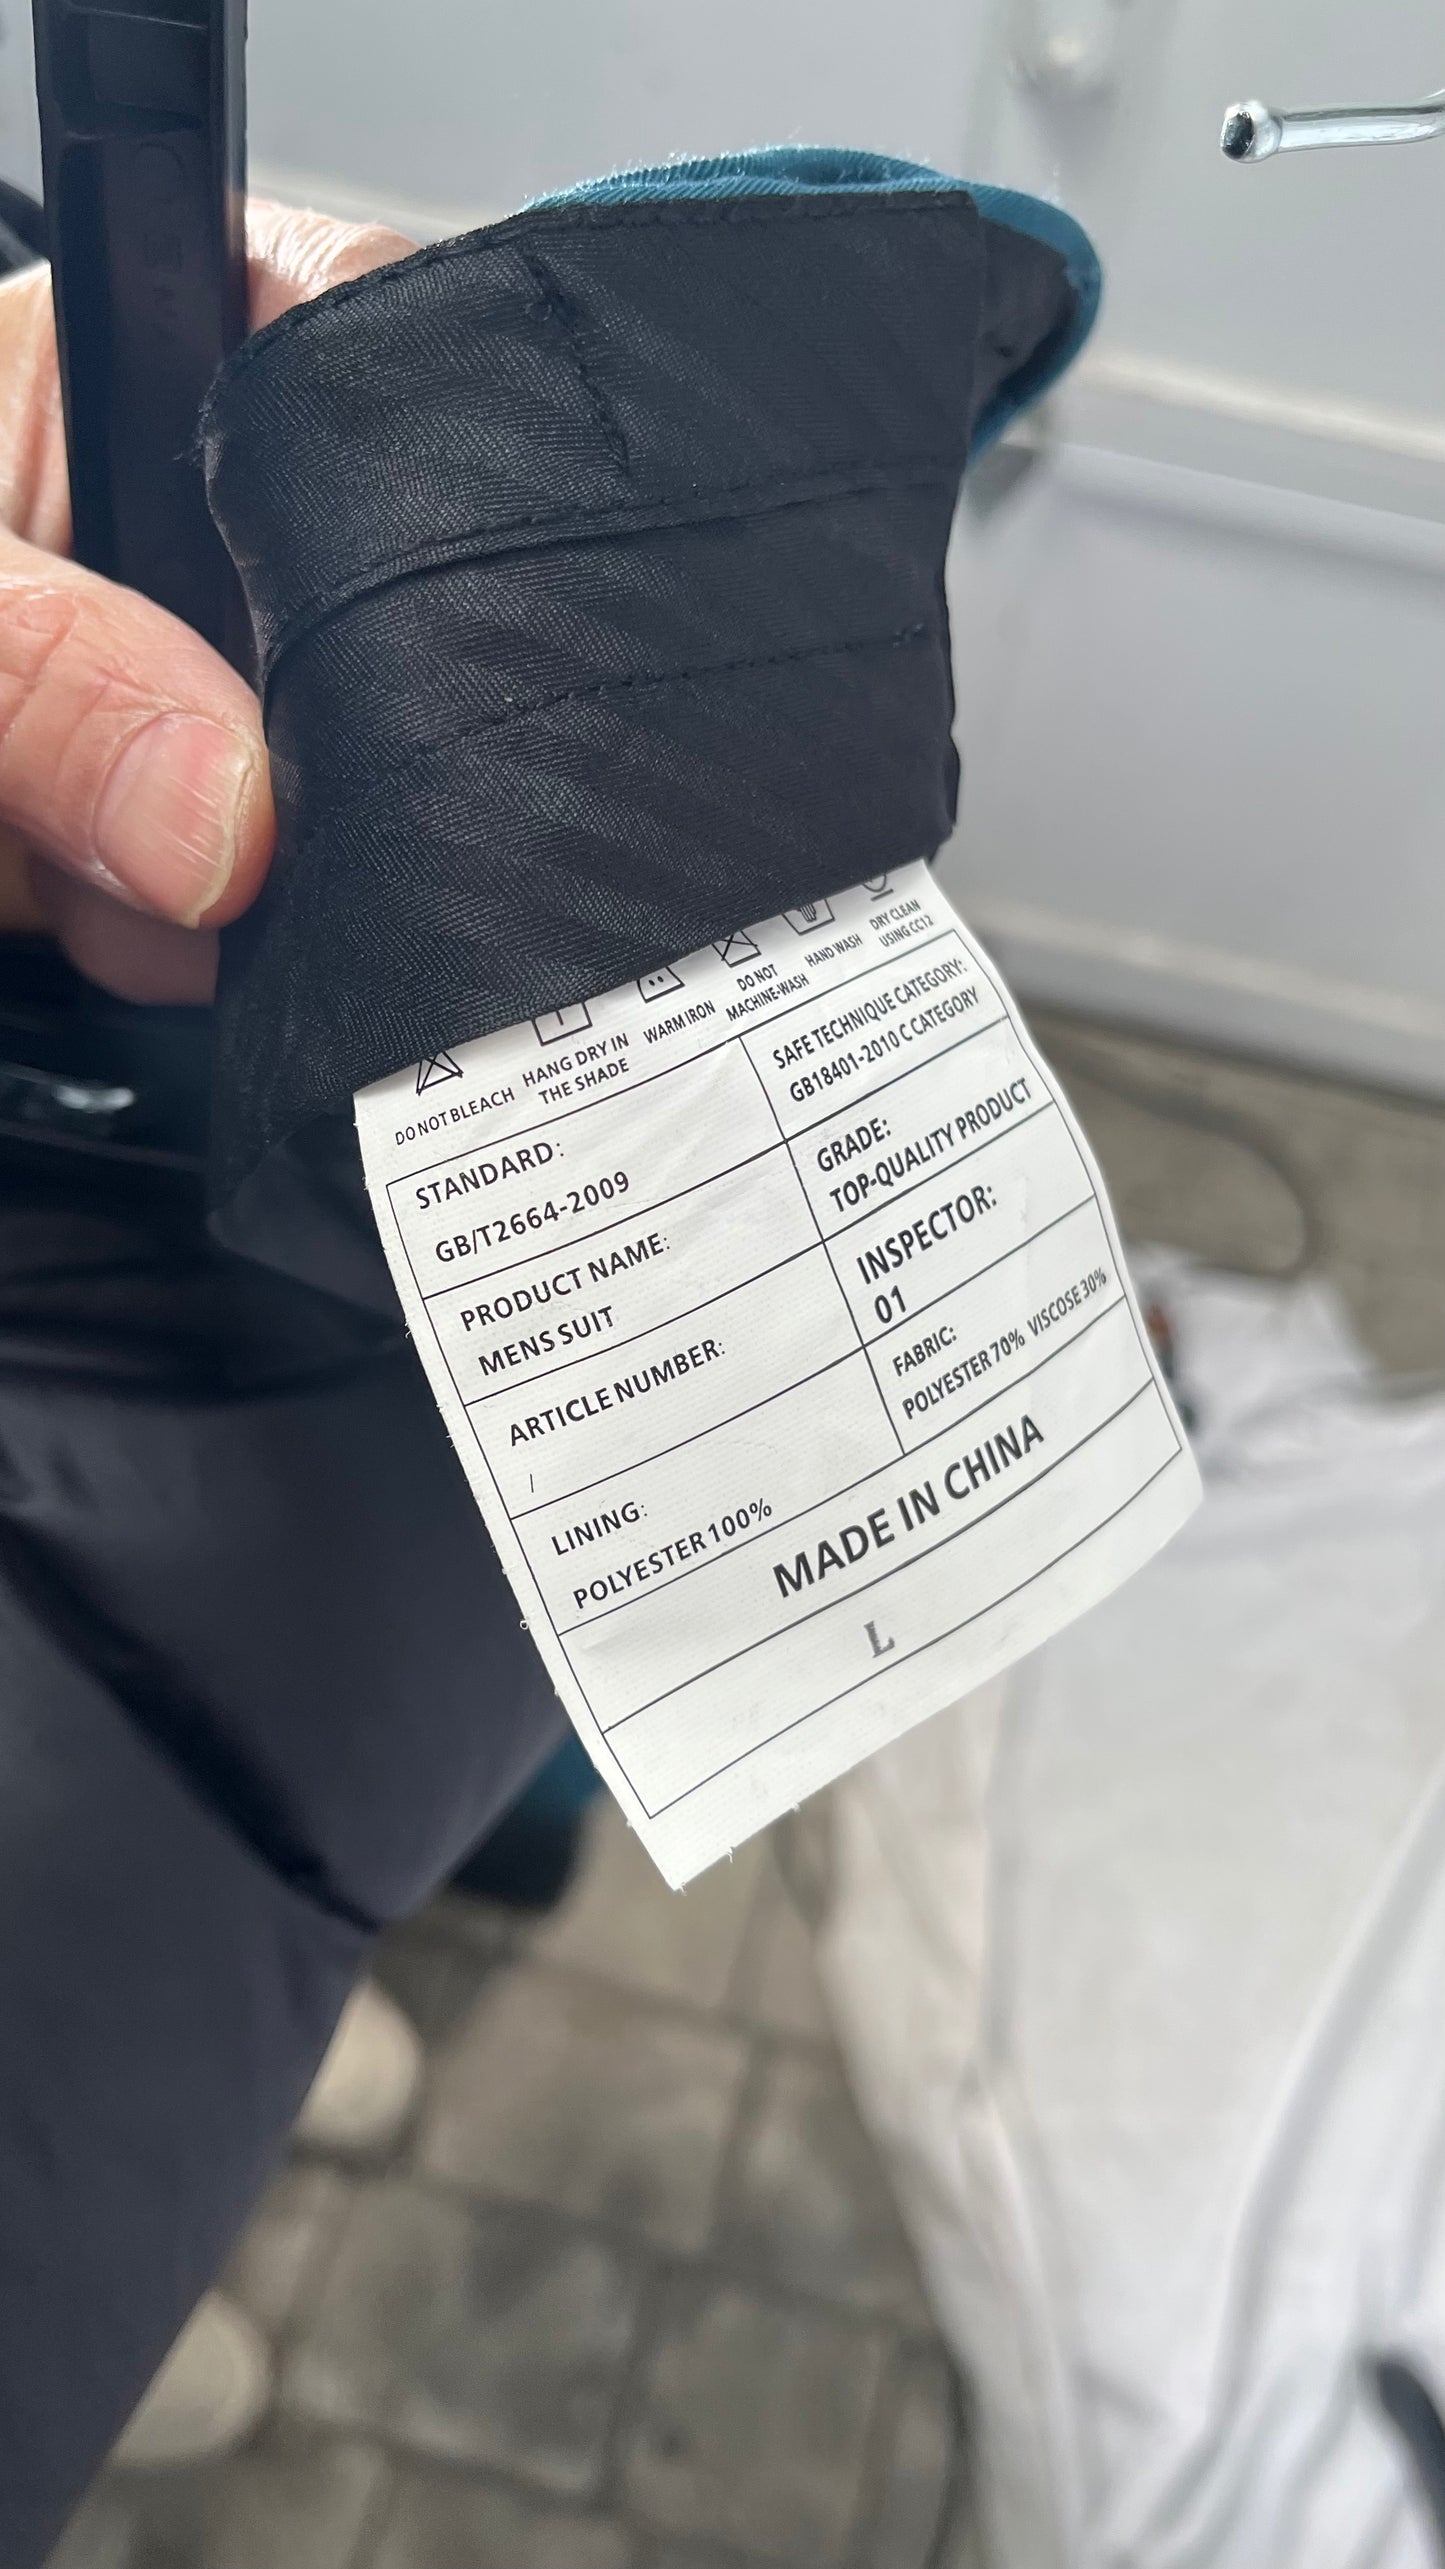 DO NOT BLEACH
HANG DRY IN
THE SHADE
WARM IRON
DO NOT
MACHINE-WASH
HAND WASH
DRY CLEAN
USING CC12
STANDARD:
GB/T2664-2009
SAFE TECHNIQUE CATEGORY:
GB18401-2010 C CATEGORY
PRODUCT NAME:
MENS SUIT
GRADE:
TOP-QUALITY PRODUCT
ARTICLE NUMBER:
/
INSPECTOR:
01
LINING:
POLYESTER 100%
FABRIC:
POLYESTER 70% VISCOSE 30%
MADE IN CHINA
L